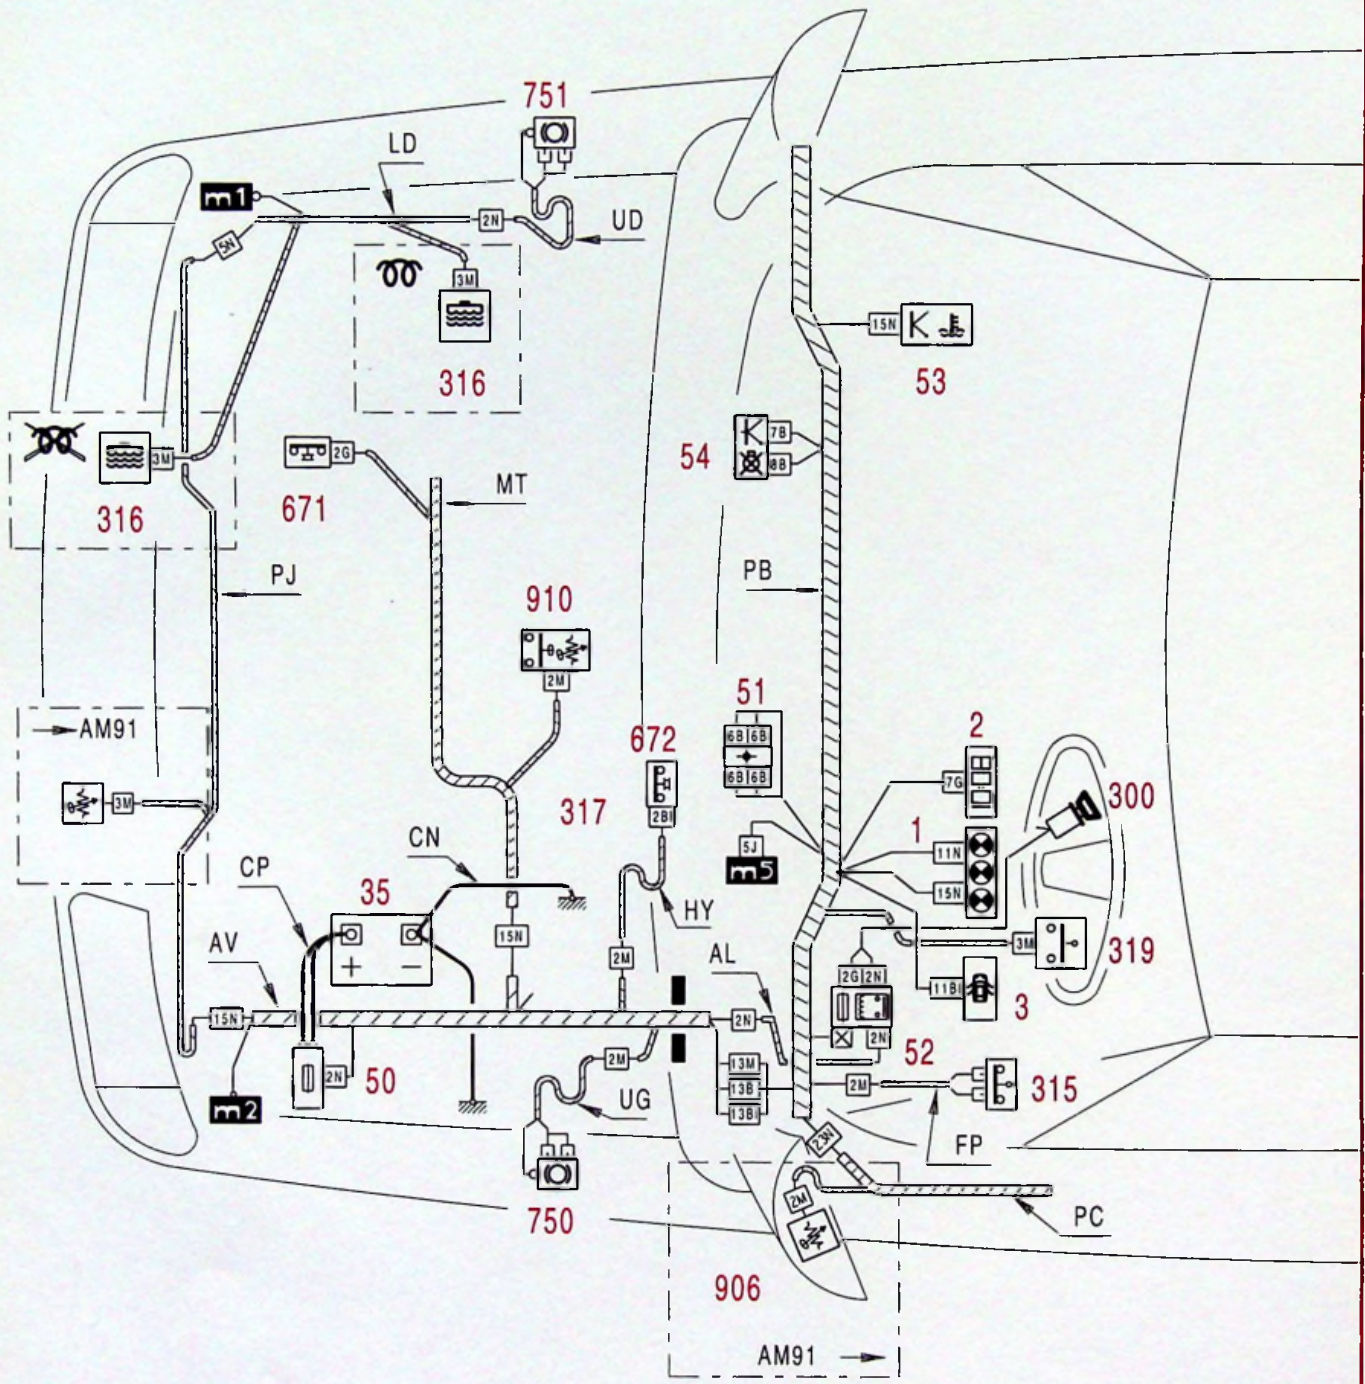 751
LD
m1
2N
UD
5N
3M
316
15N
K
53
54
7B
8B
3M
316
2G
671
MT
PJ
PB
910
2M
AM91
3M
672
2BI
317
51
6B 6B
6B 6B
5J
m5
2
7G
300
1
11N
15N
CP
CN
35
+ −
AV
15N
HY
2M
AL
2N
2G 2N
3M
319
11BI
3
15N
2N
50
m2
2M
UG
13M
13B
13BI
2N
52
2M
315
FP
23N
750
2M
PC
906
AM91